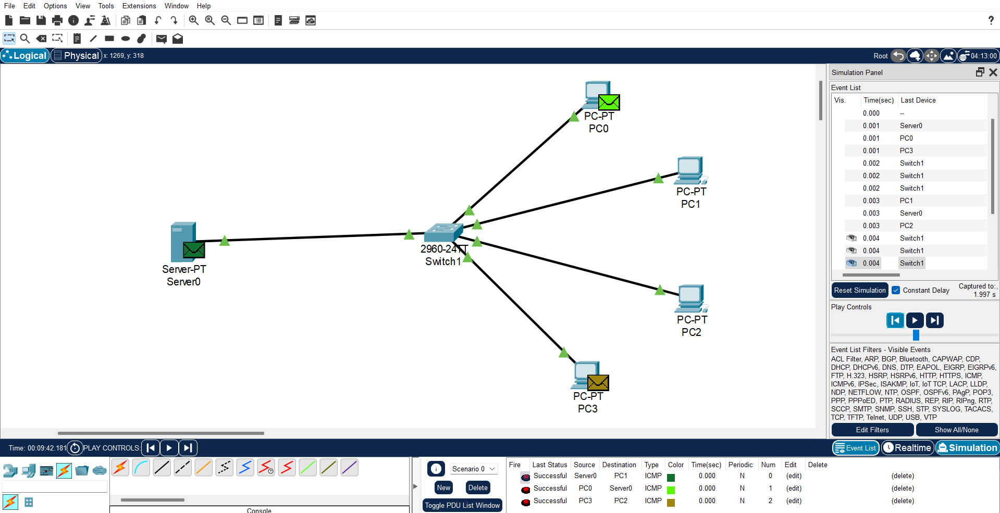 File Edit Options View Tools Extensions Window Help
?
Logical Physical x: 1269, y: 318 Root 04:13:00
PC-PT
PC0
PC-PT
PC1
2960-24TT
Switch1
Server-PT
Server0
PC-PT
PC2
PC-PT
PC3
Simulation Panel
Event List
Vis. Time(sec) Last Device
0.000 --
0.001 Server0
0.001 PC0
0.001 PC3
0.002 Switch1
0.002 Switch1
0.002 Switch1
0.003 PC1
0.003 Server0
0.003 PC2
0.004 Switch1
0.004 Switch1
0.004 Switch1
Reset Simulation Constant Delay Captured to:
1.997 s
Play Controls
Event List Filters - Visible Events
ACL Filter, ARP, BGP, Bluetooth, CAPWAP, CDP,
DHCP, DHCPv6, DNS, DTP, EAPOL, EIGRP, EIGRPv6,
FTP, H.323, HSRP, HSRPv6, HTTP, HTTPS, ICMP,
ICMPv6, IPSec, ISAKMP, IoT, IoT TCP, LACP, LLDP,
NDP, NETFLOW, NTP, OSPF, OSPFv6, PAgP, POP3,
PPP, PPPoED, PTP, RADIUS, REP, RIP, RIPng, RTP,
SCCP, SMTP, SNMP, SSH, STP, SYSLOG, TACACS,
TCP, TFTP, Telnet, UDP, USB, VTP
Edit Filters Show All/None
Time: 00:09:42.181 PLAY CONTROLS: Event List Realtime Simulation
Console
Scenario 0
New Delete
Toggle PDU List Window
Fire Last Status Source Destination Type Color Time(sec) Periodic Num Edit Delete
Successful Server0 PC1 ICMP 0.000 N 0 (edit) (delete)
Successful PC0 Server0 ICMP 0.000 N 1 (edit) (delete)
Successful PC3 PC2 ICMP 0.000 N 2 (edit) (delete)